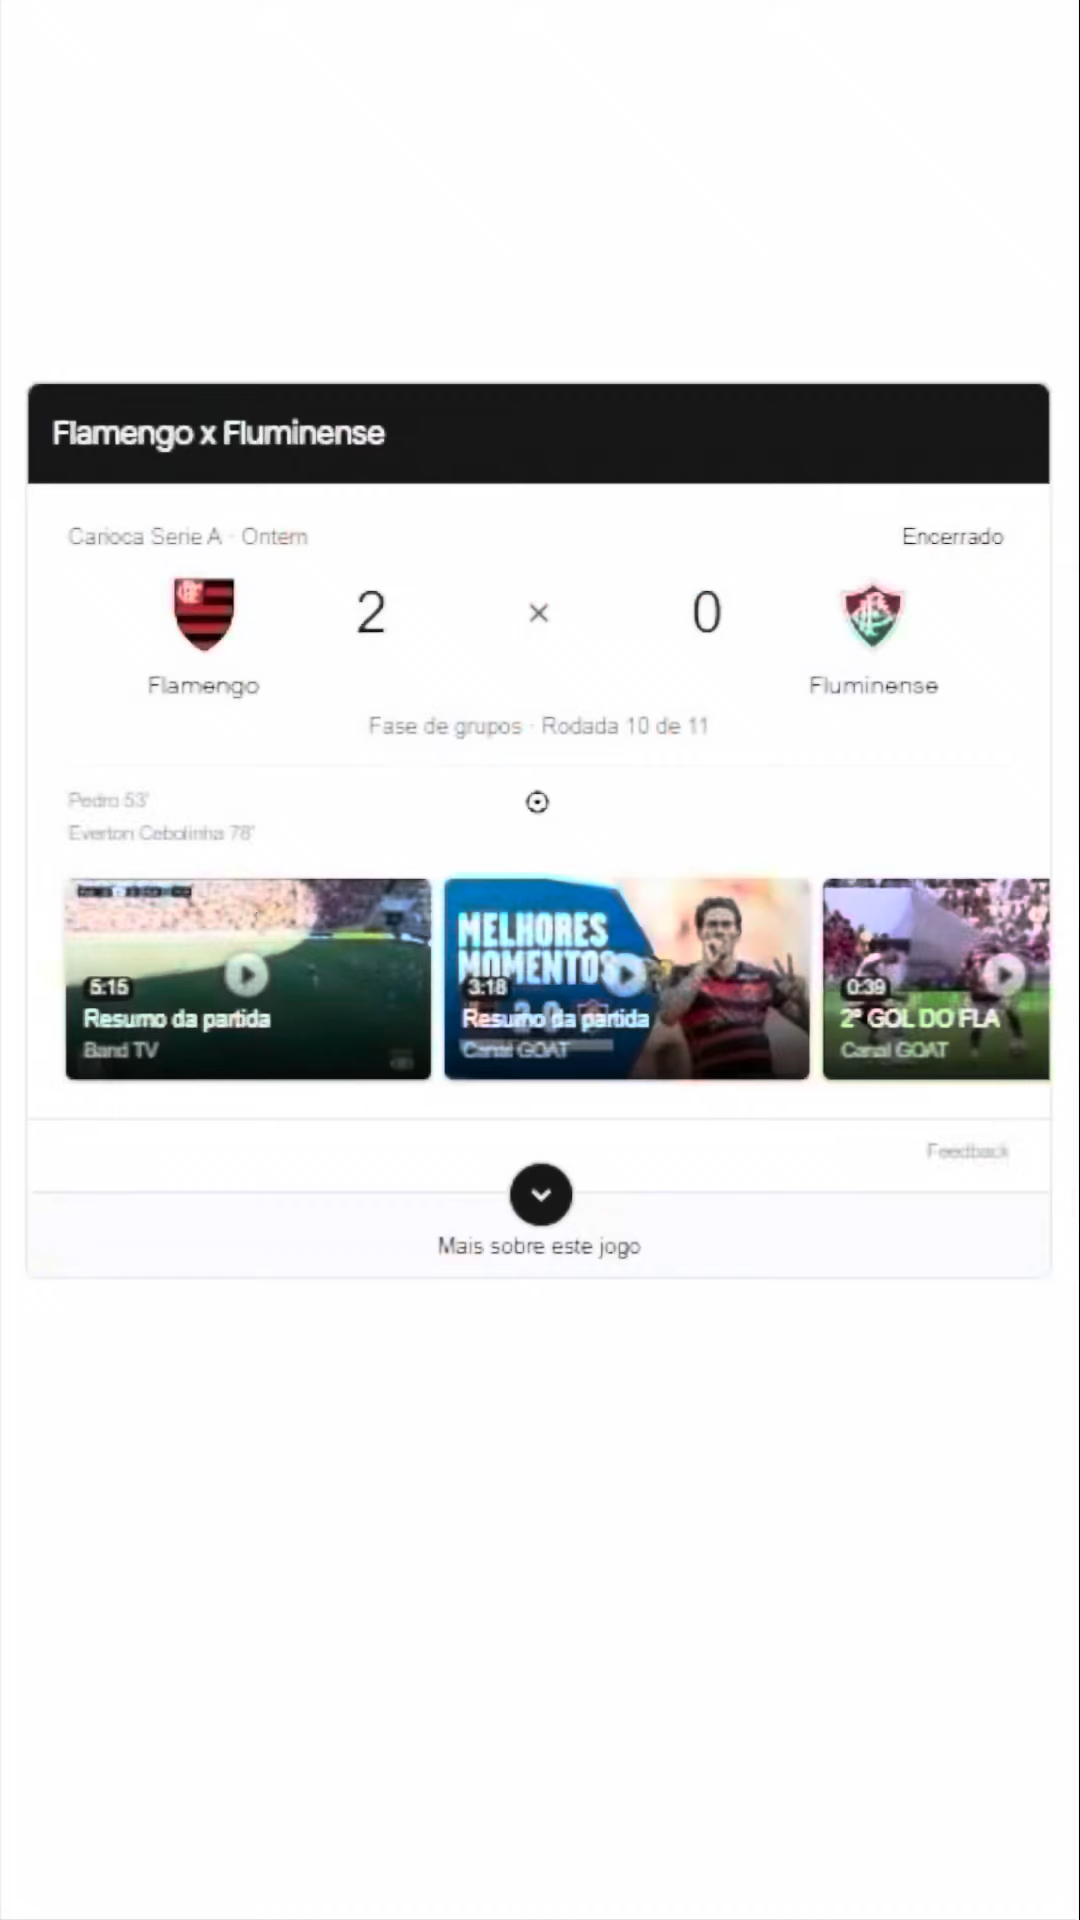 Flamengo x Fluminense
Carioca Serie A · Ontem
Encerrado
2 × 0
Flamengo
Fluminense
Fase de grupos · Rodada 10 de 11
Pedro 53'
Everton Cebolinha 78'
5:15
Resumo da partida
Band TV
MELHORES
MOMENTOS
3:18
Resumo da partida
Canal GOAT
0:39
2º GOL DO FLA
Canal GOAT
Feedback
Mais sobre este jogo